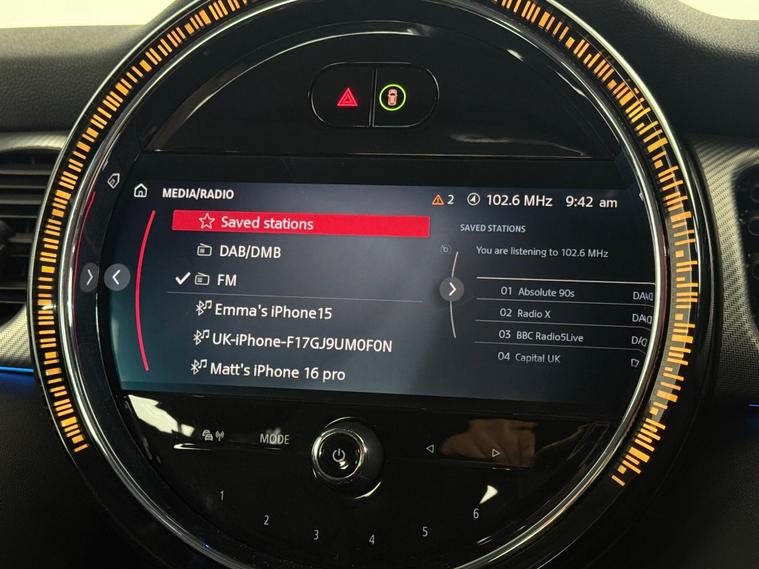 MEDIA/RADIO
2 102.6 MHz 9:42 am
Saved stations
DAB/DMB
FM
Emma's iPhone15
UK-iPhone-F17GJ9UM0F0N
Matt's iPhone 16 pro
SAVED STATIONS
You are listening to 102.6 MHz
01 Absolute 90s
02 Radio X
03 BBC Radio5Live
04 Capital UK
MODE
1 2 3 4 5 6